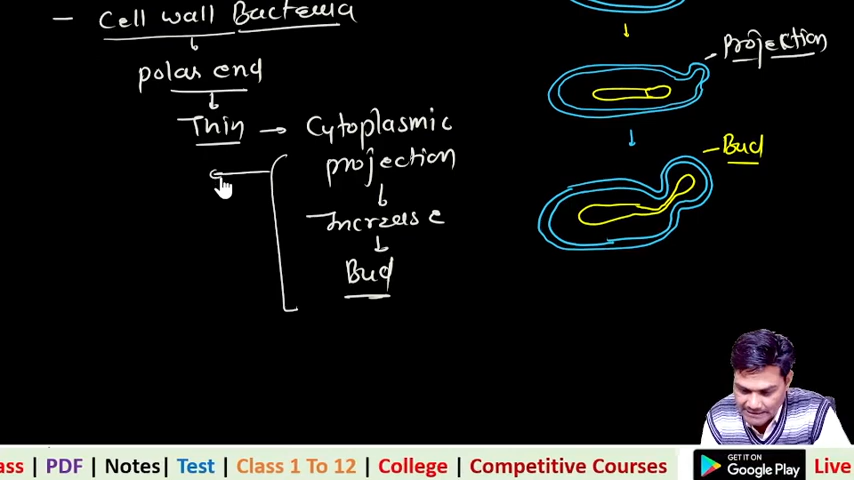 - Cell wall Bacteria
polar end
Thin → Cytoplasmic
projection
Increase
Bud
Projection
Bud
ass | PDF | Notes| Test | Class 1 To 12 | College | Competitive Courses
GET IT ON
Google Play
Live